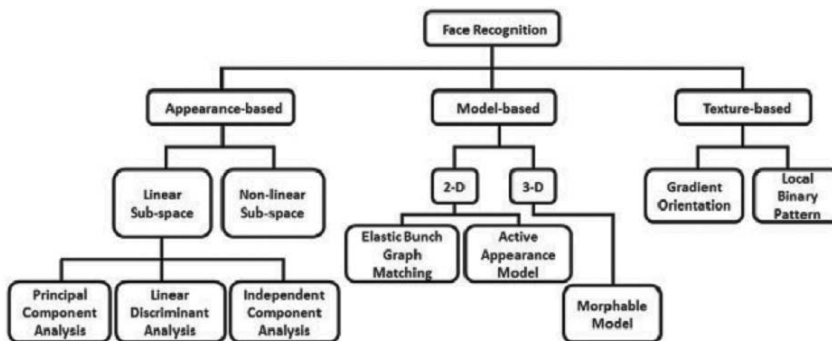 Face Recognition
Appearance-based
Model-based
Texture-based
Linear
Sub-space
Non-linear
Sub-space
2-D
3-D
Gradient
Orientation
Local
Binary
Pattern
Elastic Bunch
Graph
Matching
Active
Appearance
Model
Principal
Component
Analysis
Linear
Discriminant
Analysis
Independent
Component
Analysis
Morphable
Model